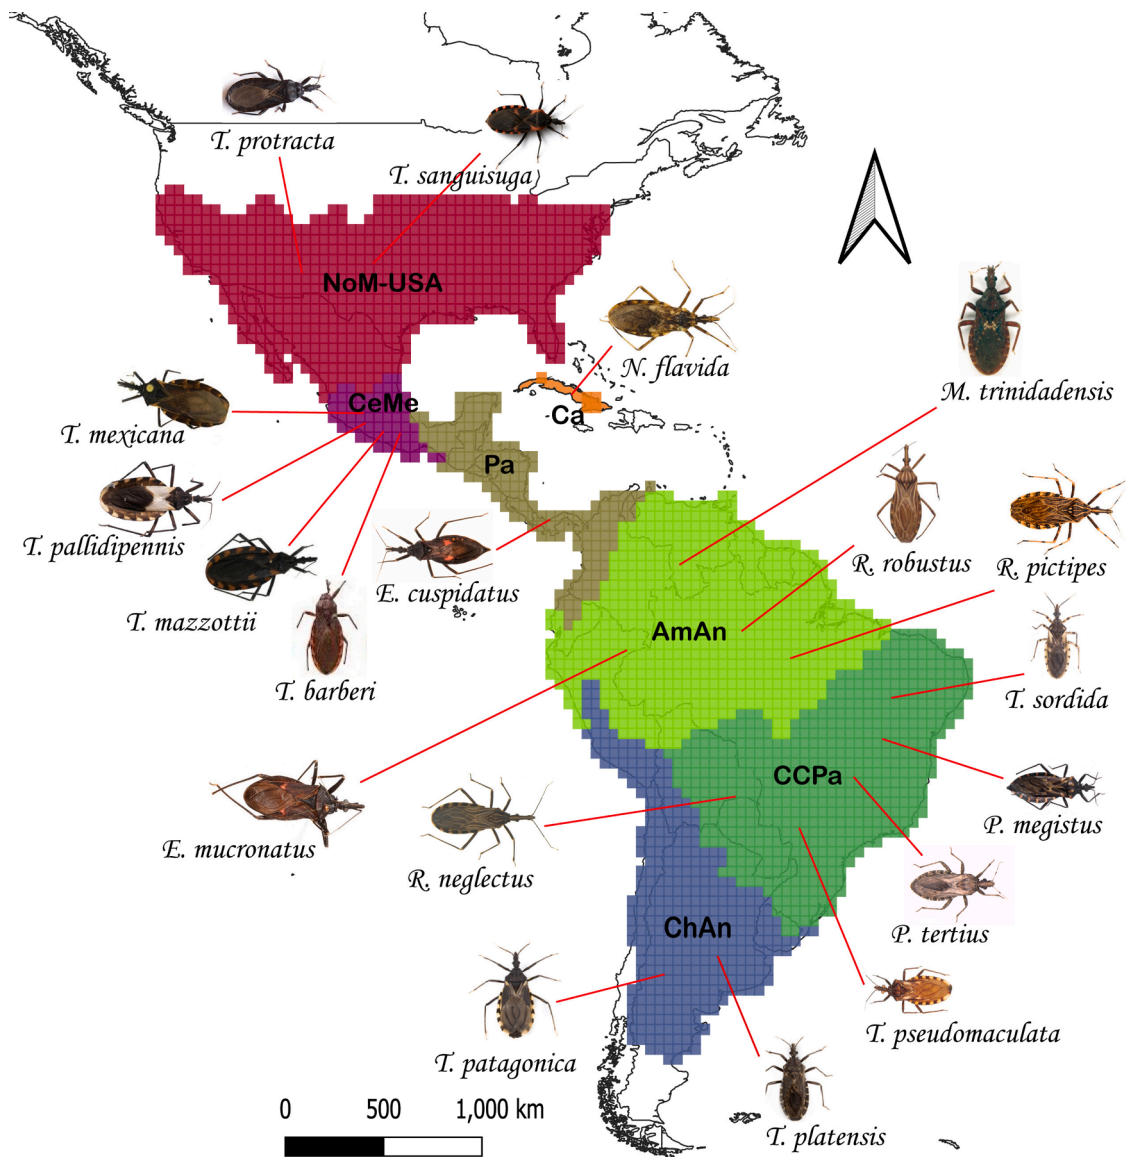 T. protracta
T. sanguisuga
NoM-USA
N. flavida
M. trinidadensis
CeMe
Ca
T. mexicana
Pa
T. pallidipennis
R. robustus
R. pictipes
E. cuspidatus
T. mazzottii
AmAn
T. barberi
T. sordida
CCPa
P. megistus
E. mucronatus
R. neglectus
ChAn
P. tertius
T. pseudomaculata
T. patagonica
0 500 1,000 km
T. platensis